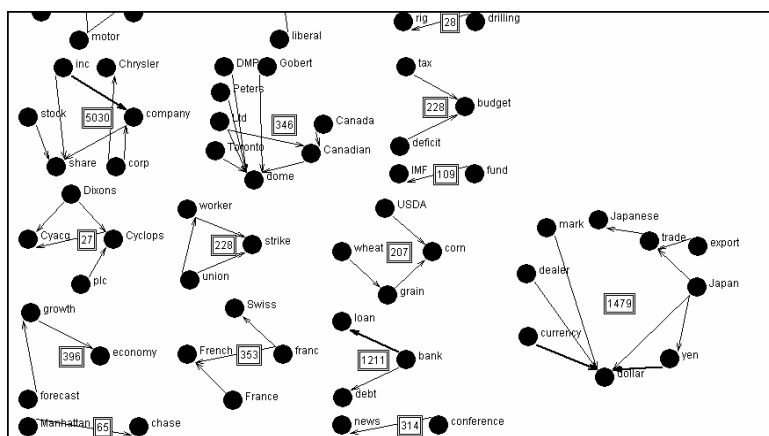 motor
liberal
rig
28
drilling
inc
Chrysler
stock
5030
company
share
corp
DMP
Gobert
Peters
Ltd
346
Canada
Toronto
Canadian
dome
tax
228
budget
deficit
IMF
109
fund
Dixons
Cyacq
27
Cyclops
plc
worker
228
strike
union
USDA
wheat
207
corn
grain
mark
Japanese
trade
export
dealer
1479
Japan
currency
yen
dollar
growth
396
economy
forecast
Swiss
French
353
franc
France
loan
1211
bank
debt
Manhattan
65
chase
news
314
conference